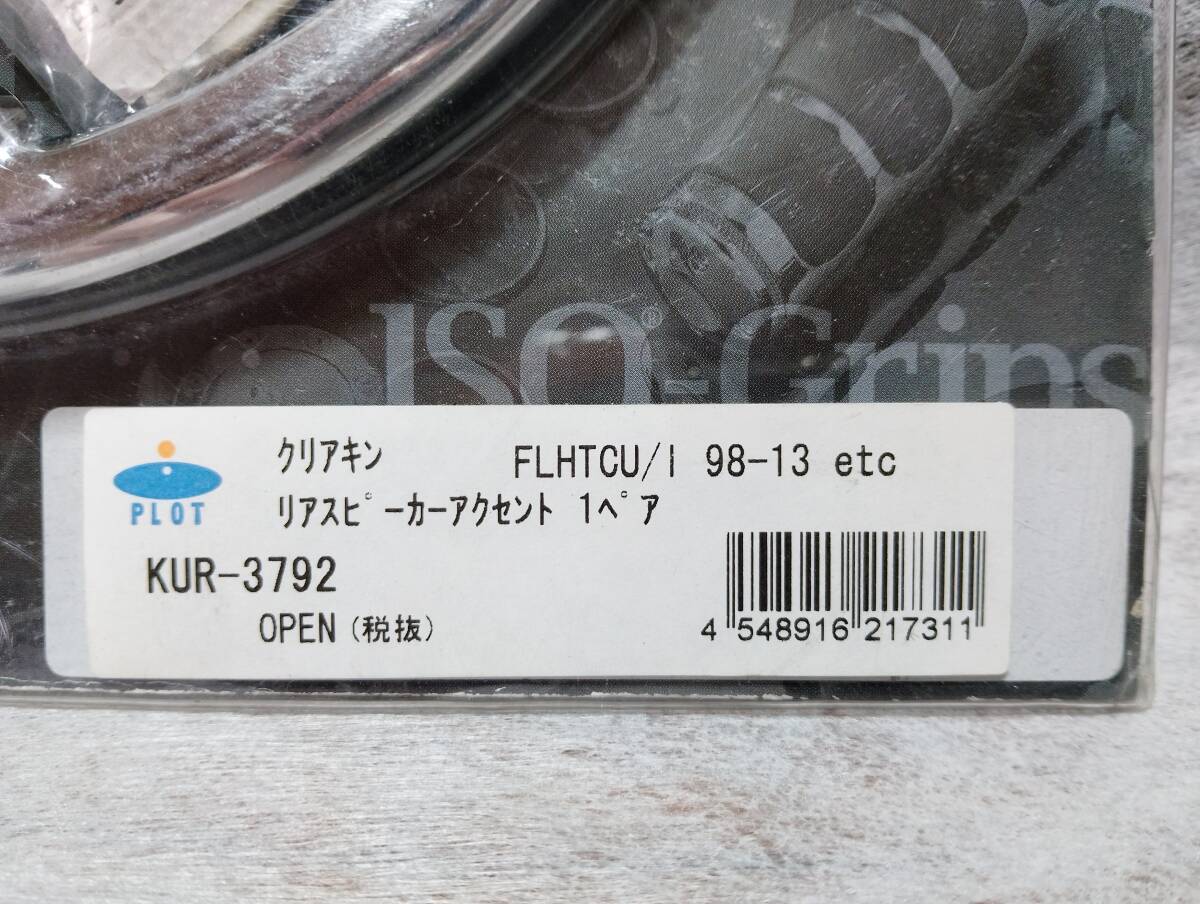 ISO®-Grips
クリアキン FLHTCU/I 98-13 etc
リアスピーカーアクセント 1ペア
PLOT
KUR-3792
OPEN (税抜)
4 548916 217311